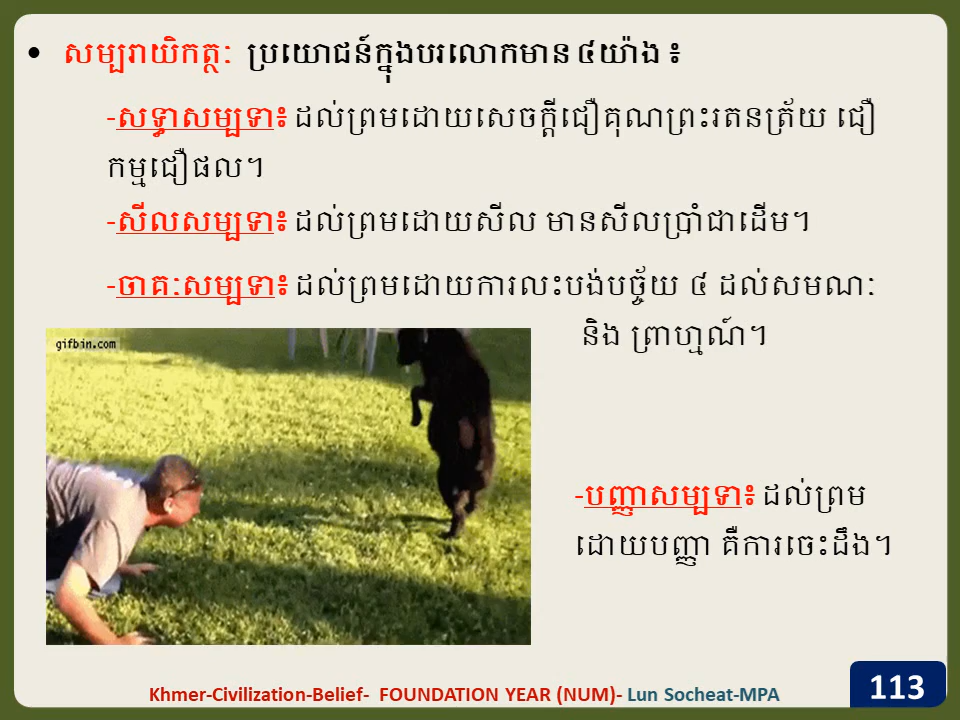 • សម្បរាយិកត្ថៈ ប្រយោជន៍ក្នុងបរលោកមាន ៤យ៉ាង ៖
-សទ្ធាសម្បទា៖ ដល់ព្រមដោយសេចក្តីជឿគុណព្រះរតនត្រ័យ ជឿ
កម្មជឿផល។
-សីលសម្បទា៖ ដល់ព្រមដោយសីល មានសីលប្រាំជាដើម។
-ចាគៈសម្បទា៖ ដល់ព្រមដោយការលះបង់បច្ច័យ ៤ ដល់សមណៈ
និង ព្រាហ្មណ៍។
gifbin.com
-បញ្ញាសម្បទា៖ ដល់ព្រម
ដោយបញ្ញា គឺការចេះដឹង។
Khmer-Civilization-Belief- FOUNDATION YEAR (NUM)- Lun Socheat-MPA
113